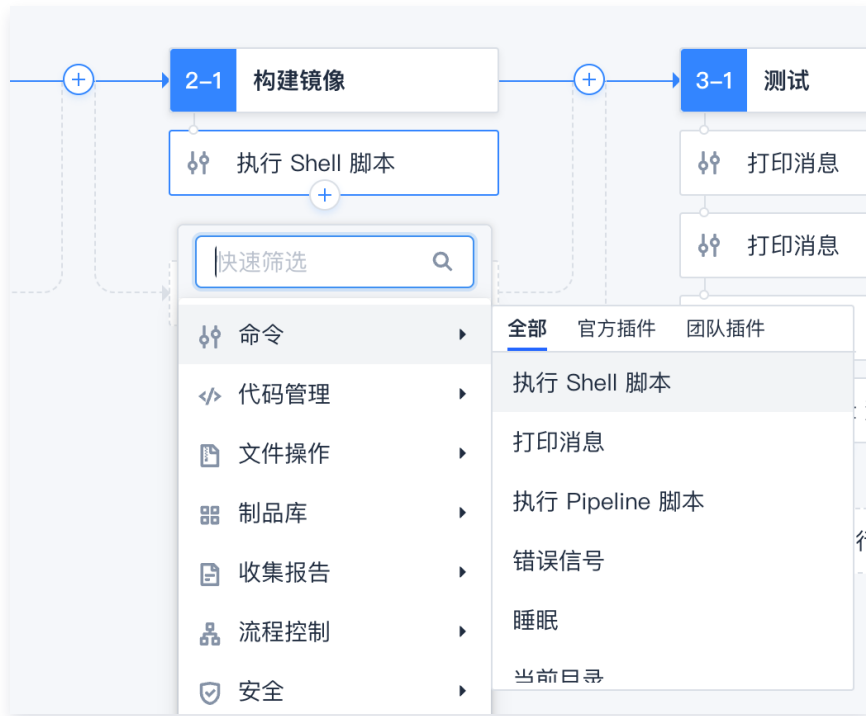 2-1 构建镜像
3-1 测试
执行 Shell 脚本
打印消息
打印消息
快速筛选
命令
代码管理
文件操作
制品库
收集报告
流程控制
安全
全部 官方插件 团队插件
执行 Shell 脚本
打印消息
执行 Pipeline 脚本
错误信号
睡眠
当前目录